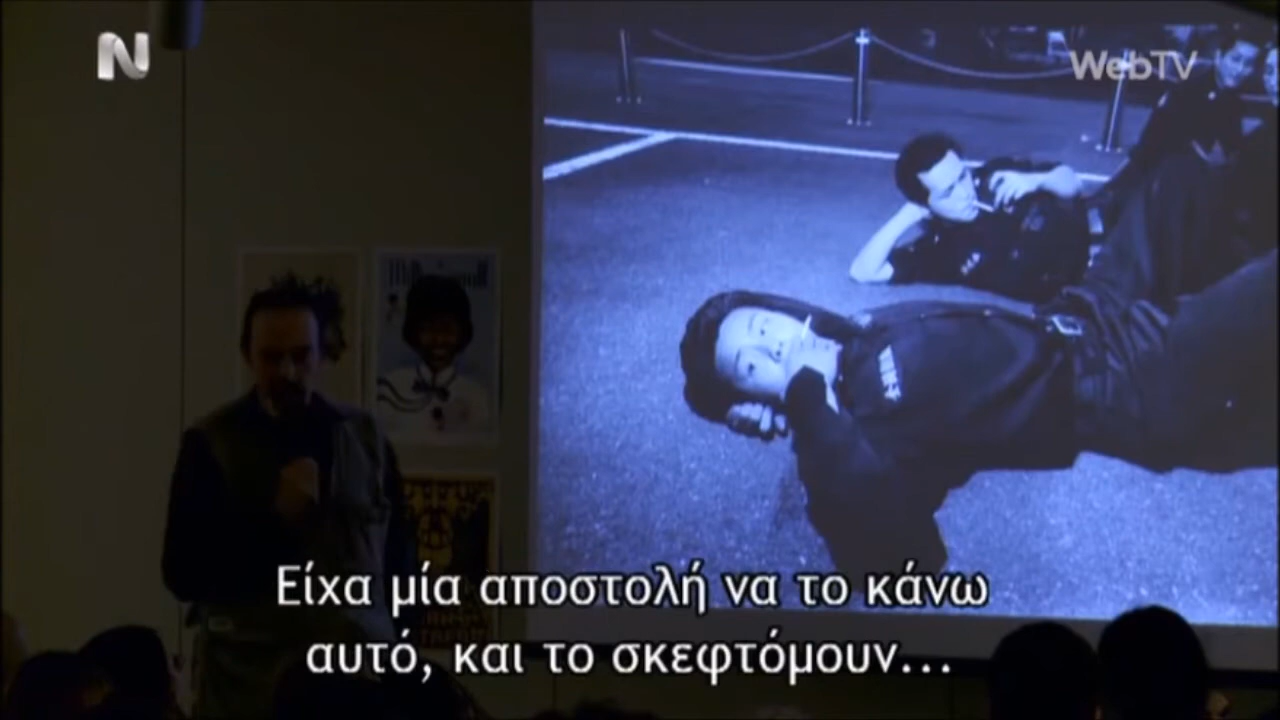 N
WebTV
Είχα μία αποστολή να το κάνω
αυτό, και το σκεφτόμουν...